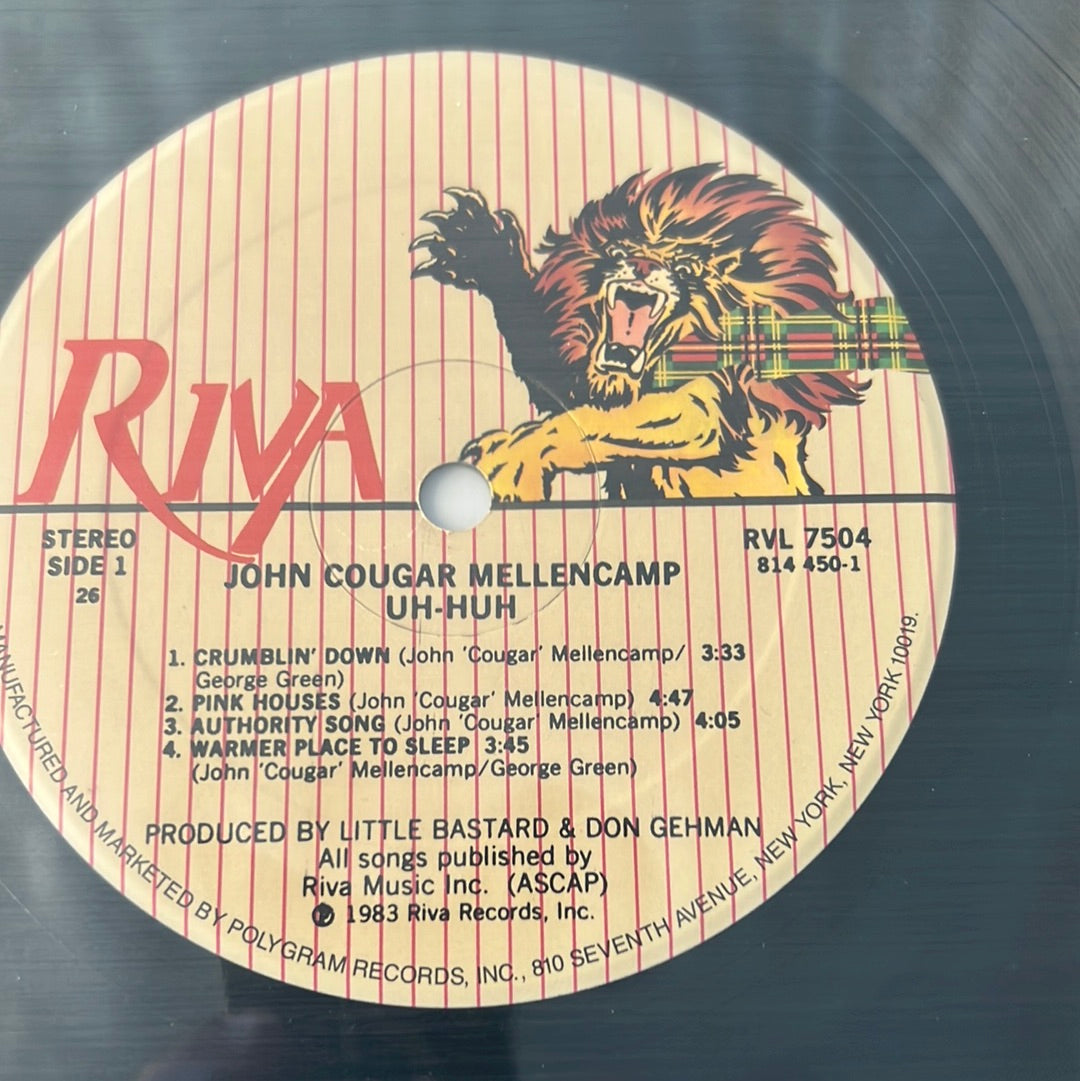 RIVA
STEREO
SIDE 1
26
RVL 7504
814 450-1
JOHN COUGAR MELLENCAMP
UH-HUH
1. CRUMBLIN' DOWN (John 'Cougar' Mellencamp/ 3:33
George Green)
2. PINK HOUSES (John 'Cougar' Mellencamp) 4:47
3. AUTHORITY SONG (John 'Cougar' Mellencamp) 4:05
4. WARMER PLACE TO SLEEP 3:45
(John 'Cougar' Mellencamp/George Green)
PRODUCED BY LITTLE BASTARD & DON GEHMAN
All songs published by
Riva Music Inc. (ASCAP)
℗ 1983 Riva Records, Inc.
MANUFACTURED AND MARKETED BY POLYGRAM RECORDS, INC., 810 SEVENTH AVENUE, NEW YORK, NEW YORK 10019.